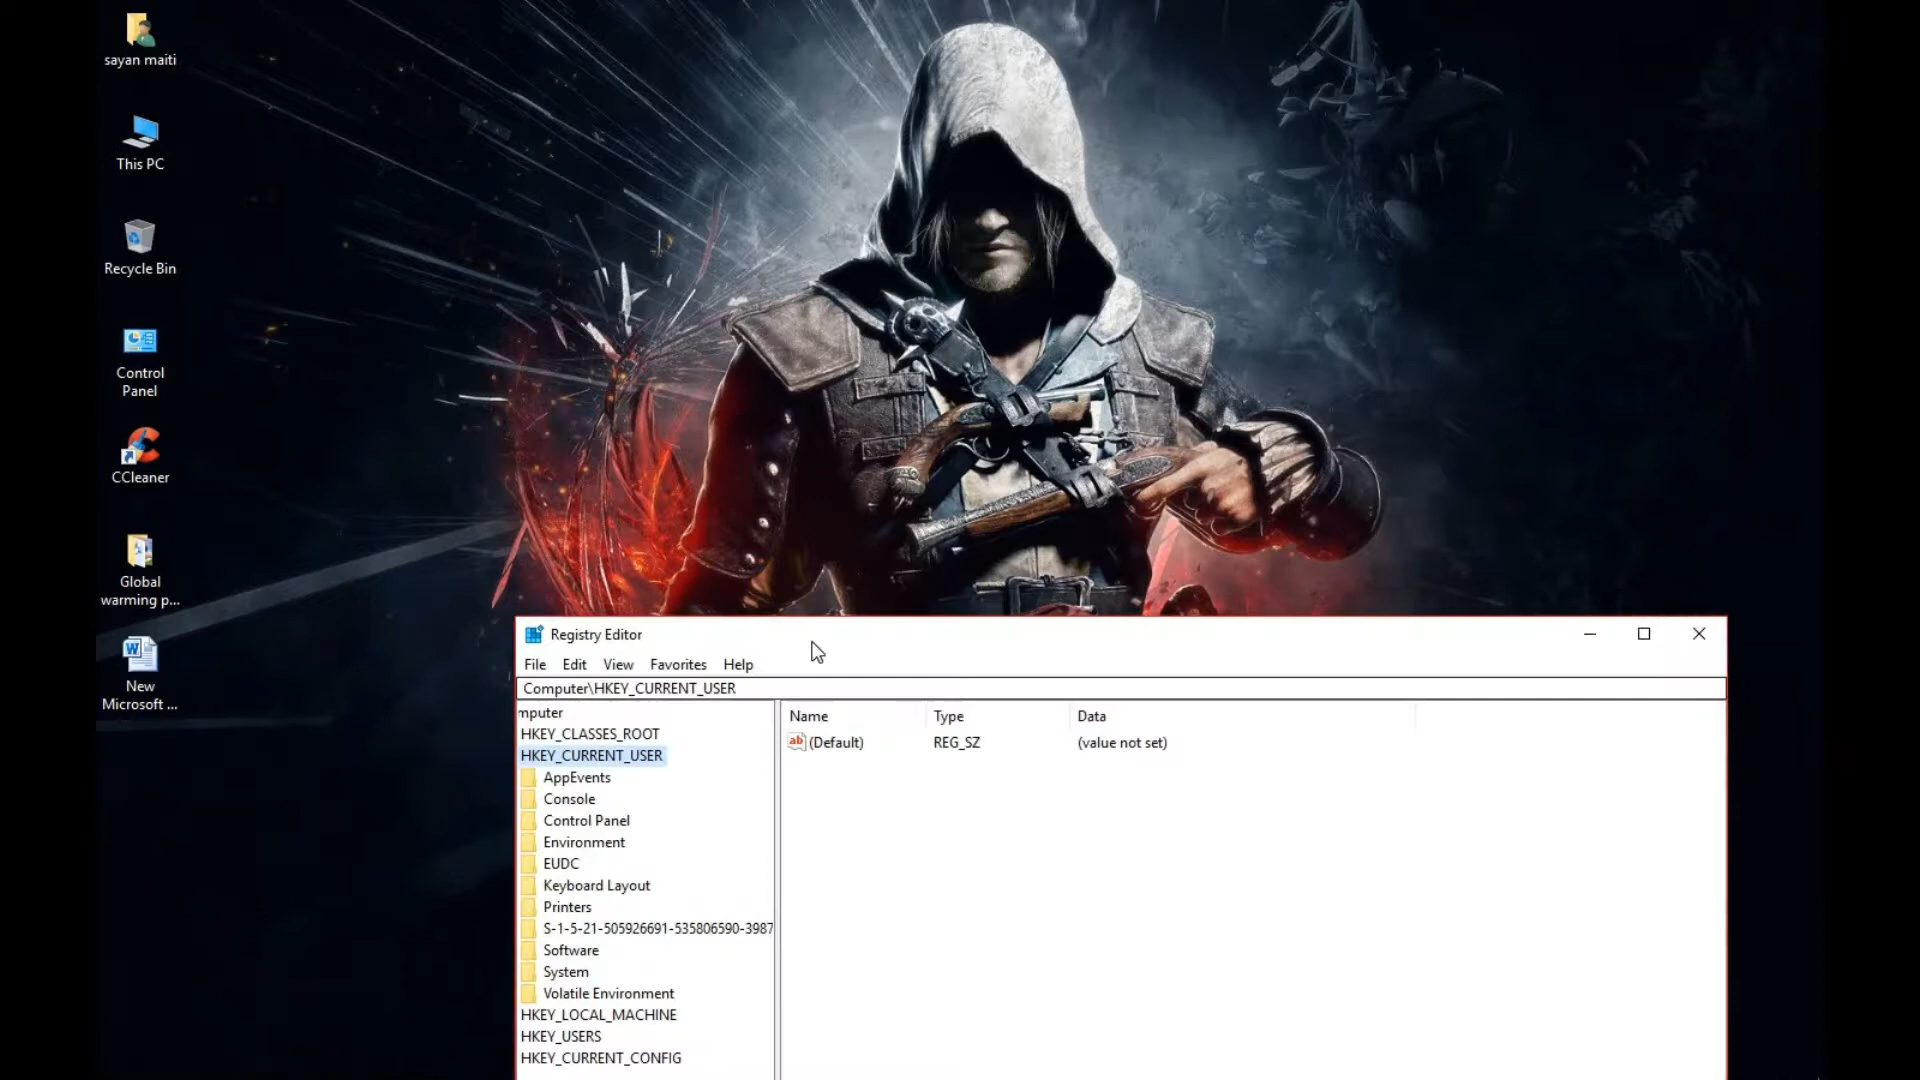 sayan maiti
This PC
Recycle Bin
Control
Panel
CCleaner
Global
warming p...
New
Microsoft ...
Registry Editor
File Edit View Favorites Help
Computer\HKEY_CURRENT_USER
mputer
HKEY_CLASSES_ROOT
HKEY_CURRENT_USER
AppEvents
Console
Control Panel
Environment
EUDC
Keyboard Layout
Printers
S-1-5-21-505926691-535806590-3987
Software
System
Volatile Environment
HKEY_LOCAL_MACHINE
HKEY_USERS
HKEY_CURRENT_CONFIG
Name Type Data
ab (Default) REG_SZ (value not set)